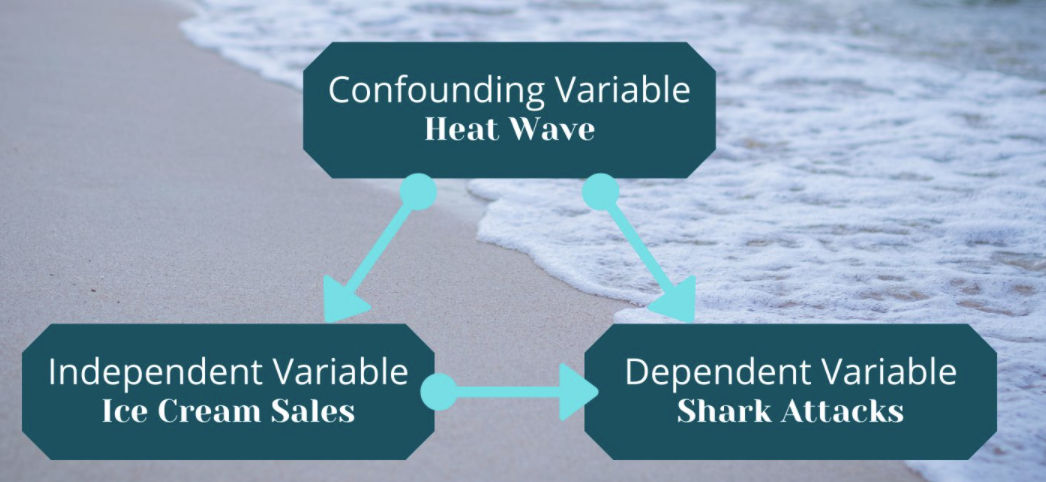 Confounding Variable
Heat Wave
Independent Variable
Ice Cream Sales
Dependent Variable
Shark Attacks